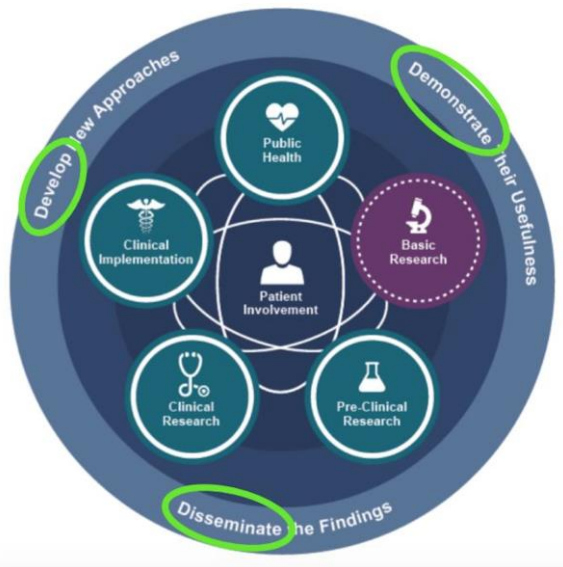 Develop New Approaches
Demonstrate Their Usefulness
Public
Health
Clinical
Implementation
Basic
Research
Patient
Involvement
Clinical
Research
Pre-Clinical
Research
Disseminate the Findings